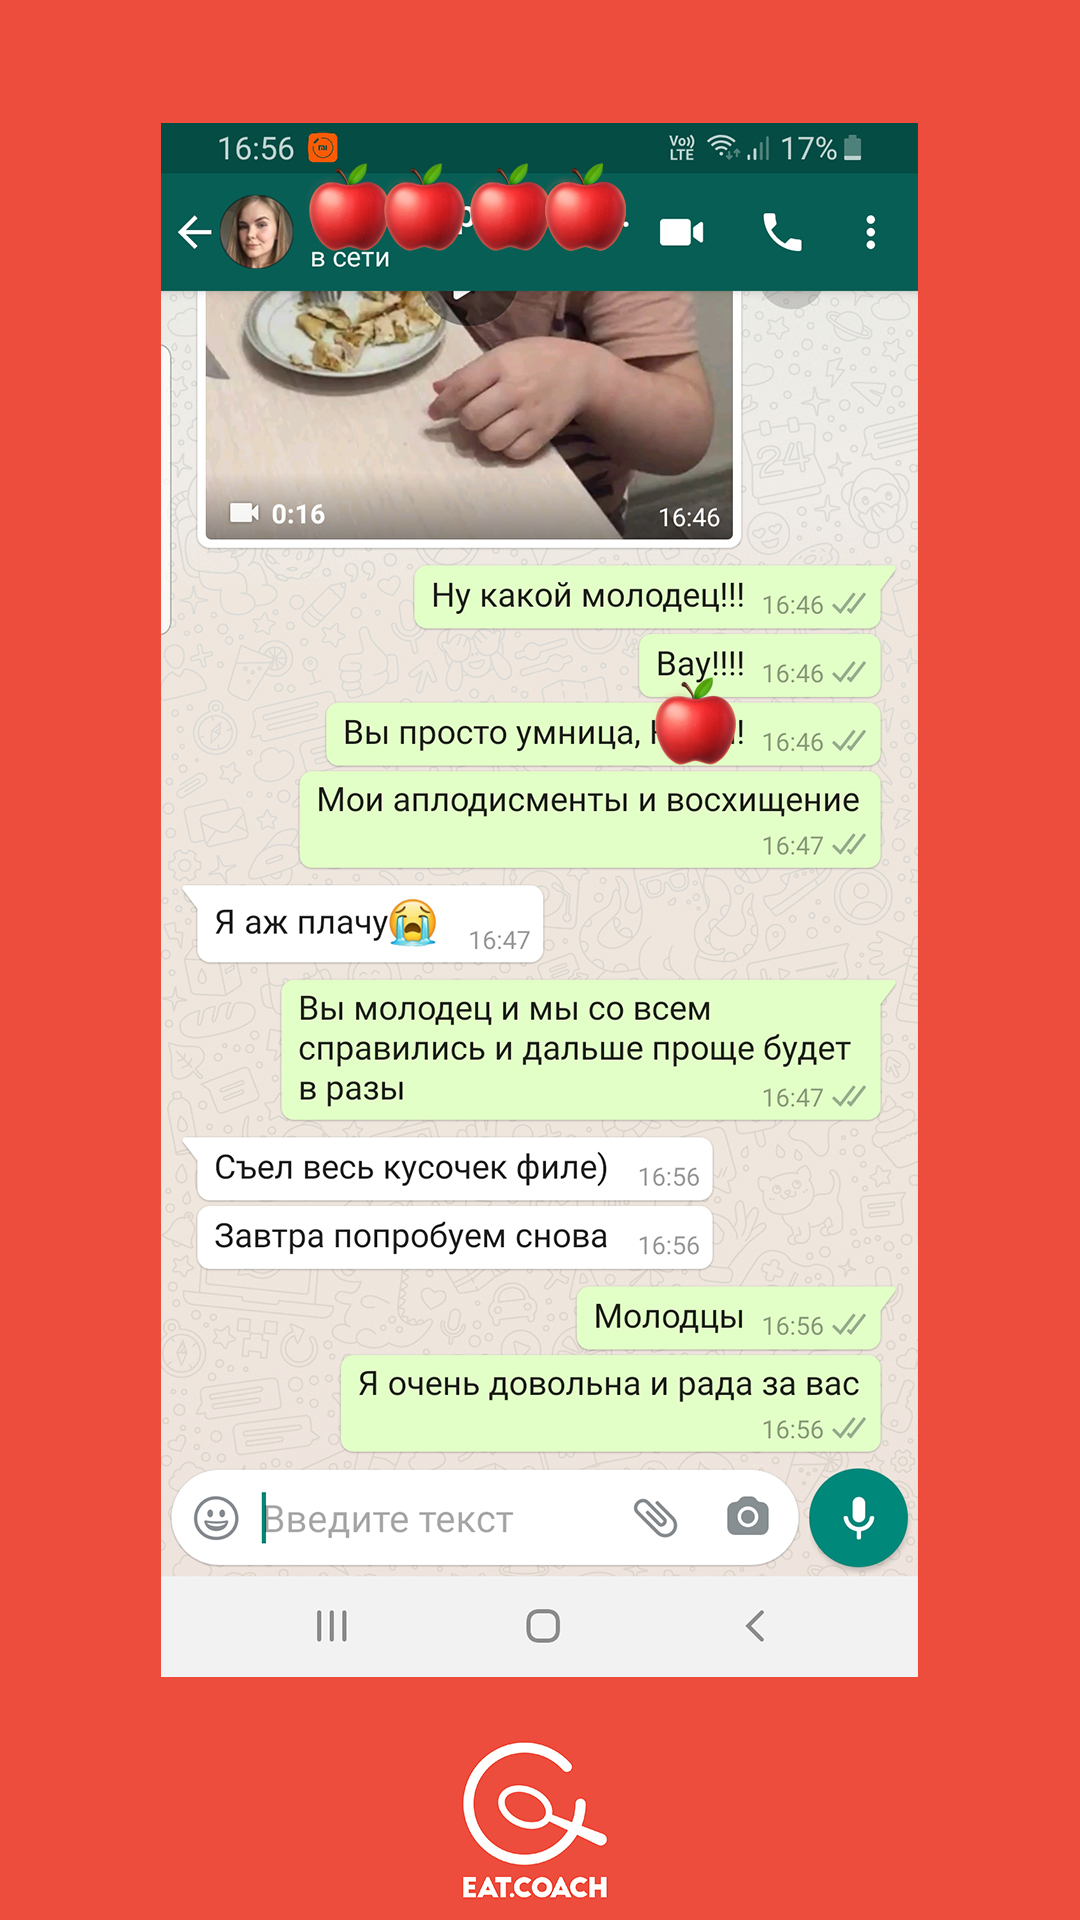 16:56
Vo)) LTE
17%
в сети
0:16
16:46
Ну какой молодец!!! 16:46
Вау!!!! 16:46
Вы просто умница, 16:46
Мои аплодисменты и восхищение
16:47
Я аж плачу😭 16:47
Вы молодец и мы со всем
справились и дальше проще будет
в разы 16:47
Съел весь кусочек филе) 16:56
Завтра попробуем снова 16:56
Молодцы 16:56
Я очень довольна и рада за вас
16:56
Введите текст
EAT.COACH